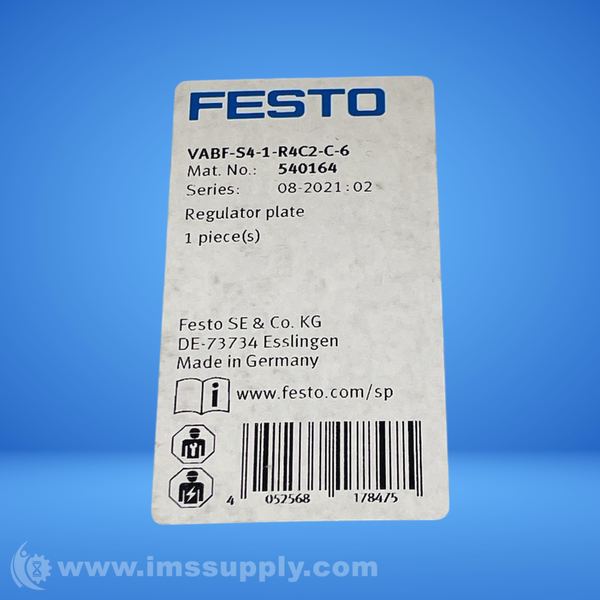 FESTO
VABF-S4-1-R4C2-C-6
Mat. No.: 540164
Series: 08-2021:02
Regulator plate
1 piece(s)
Festo SE & Co. KG
DE-73734 Esslingen
Made in Germany
i www.festo.com/sp
4 052568 178475
www.imssupply.com